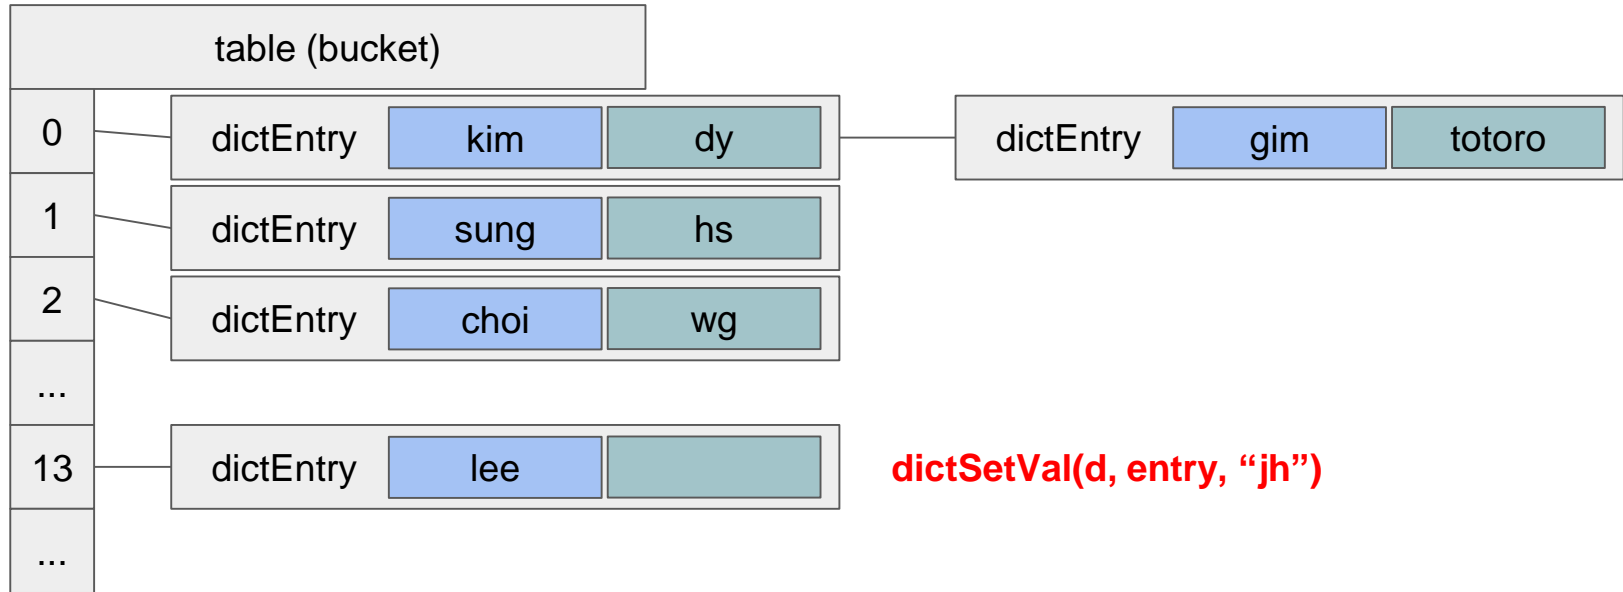 table (bucket)
0 dictEntry kim dy dictEntry gim totoro
1 dictEntry sung hs
2 dictEntry choi wg
...
13 dictEntry lee dictSetVal(d, entry, “jh”)
...